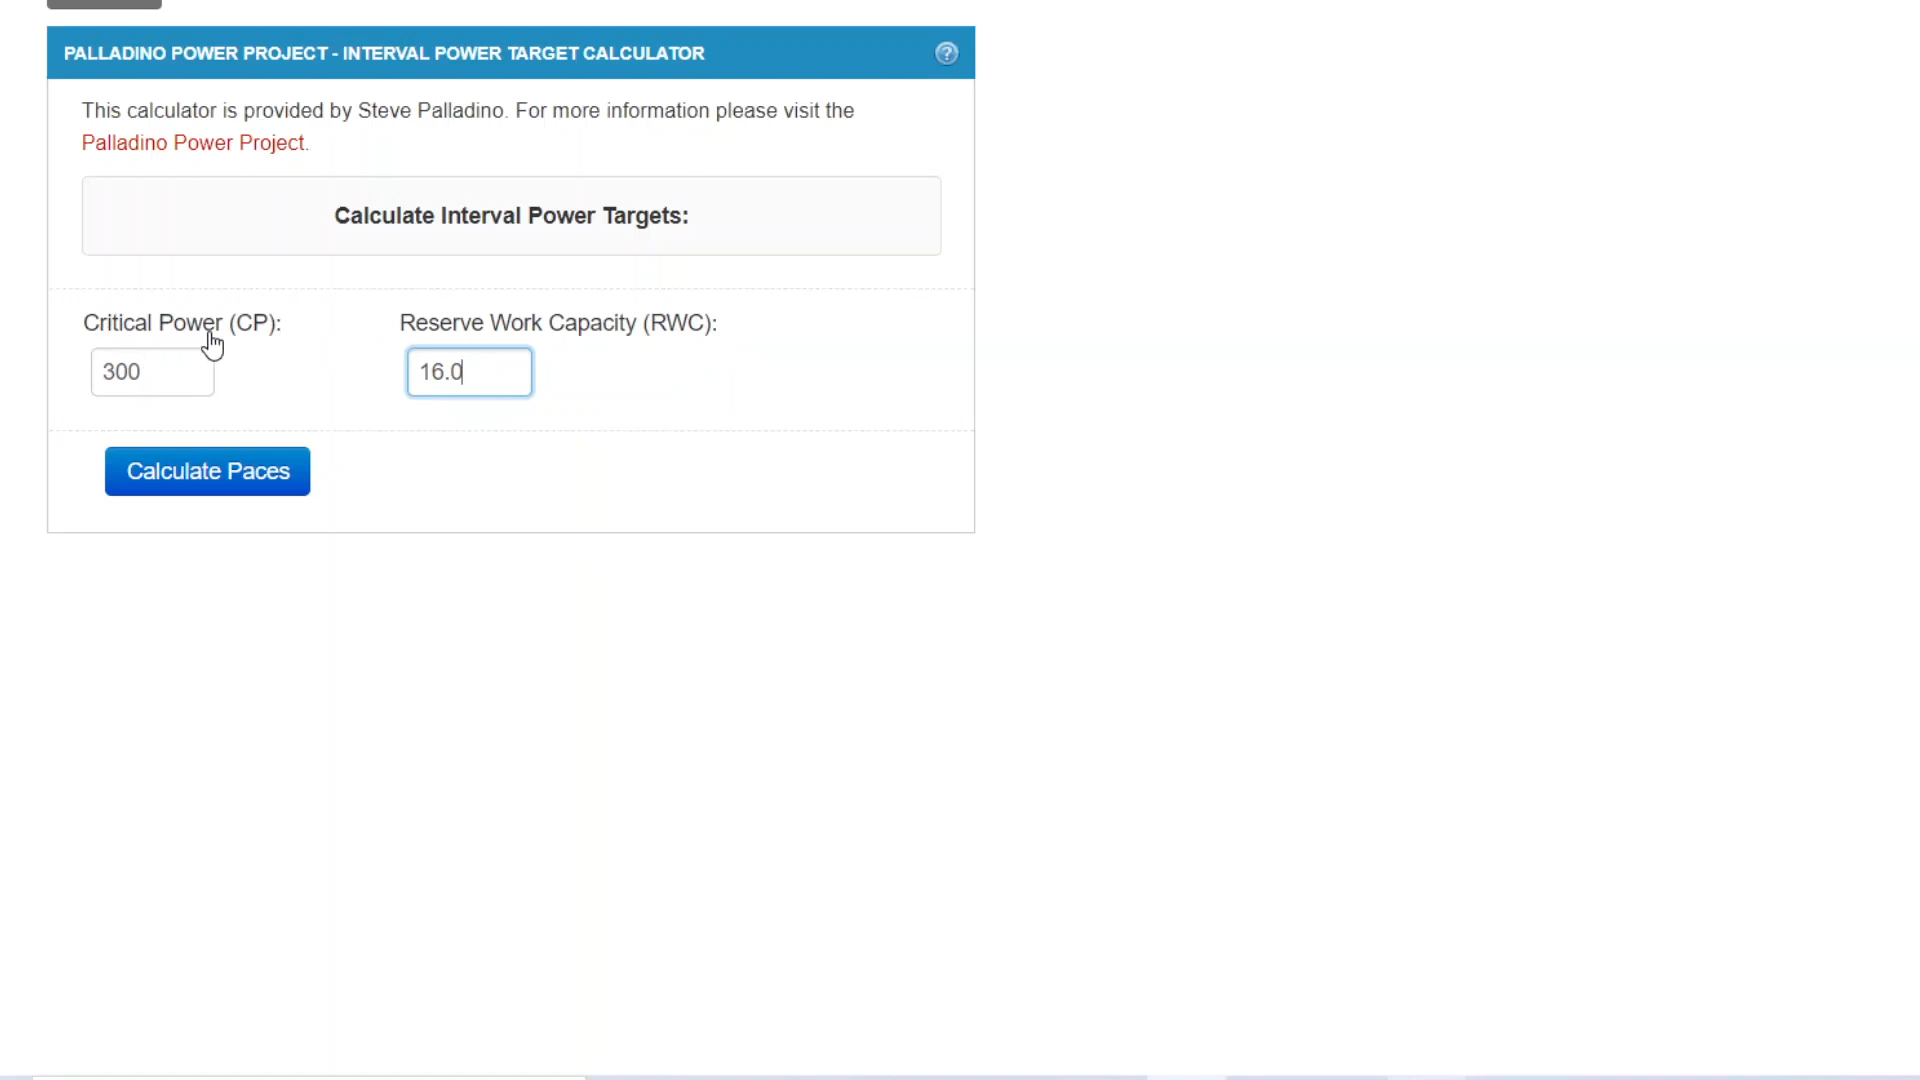 PALLADINO POWER PROJECT - INTERVAL POWER TARGET CALCULATOR
This calculator is provided by Steve Palladino. For more information please visit the
Palladino Power Project.
Calculate Interval Power Targets:
Critical Power (CP): Reserve Work Capacity (RWC):
300 16.0
Calculate Paces